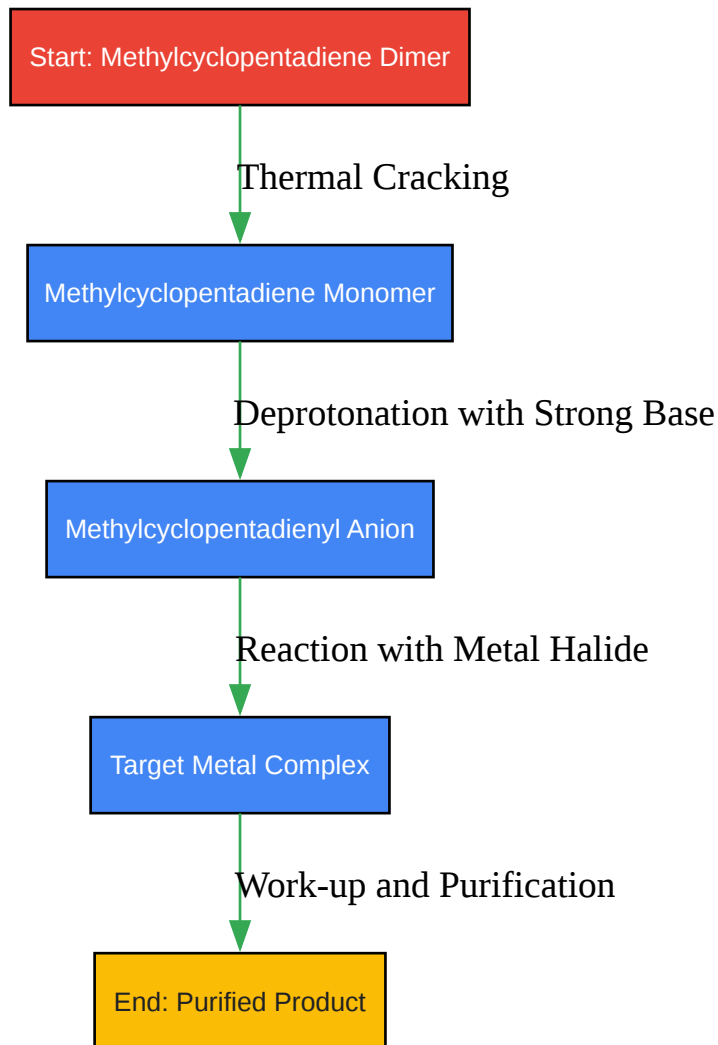 Start: Methylcyclopentadiene Dimer
Thermal Cracking
Methylcyclopentadiene Monomer
Deprotonation with Strong Base
Methylcyclopentadienyl Anion
Reaction with Metal Halide
Target Metal Complex
Work-up and Purification
End: Purified Product